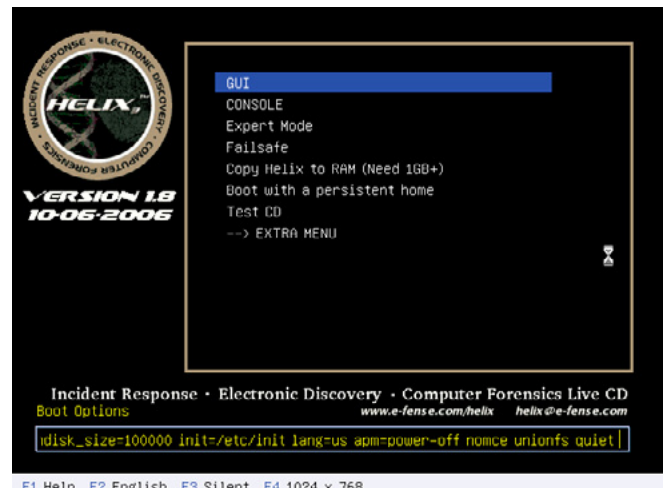 INCIDENT RESPONSE • ELECTRONIC DISCOVERY • COMPUTER FORENSICS
HELIX™
VERSION 1.8
10-06-2006
GUI
CONSOLE
Expert Mode
Failsafe
Copy Helix to RAM (Need 1GB+)
Boot with a persistent home
Test CD
--> EXTRA MENU
Incident Response • Electronic Discovery • Computer Forensics Live CD
Boot Options
www.e-fense.com/helix helix@e-fense.com
disk_size=100000 init=/etc/init lang=us apm=power-off nomce unionfs quiet
F1 Help F2 English F3 Silent F4 1024 x 768